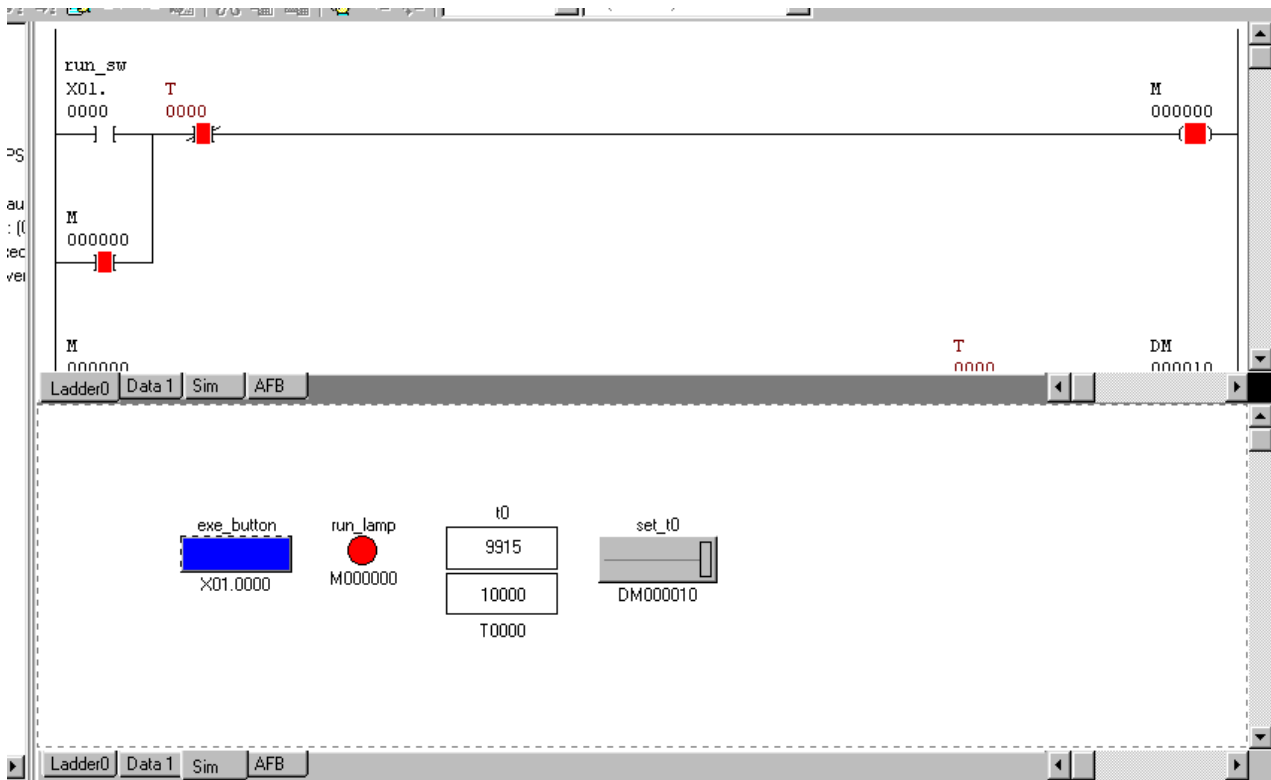 run_sw
X01. T M
0000 0000 000000
M
000000
M T DM
000000 0000 000010
Ladder0 Data 1 Sim AFB
exe_button run_lamp t0 set_t0
9915
X01.0000 M000000 10000 DM000010
T0000
Ladder0 Data 1 Sim AFB